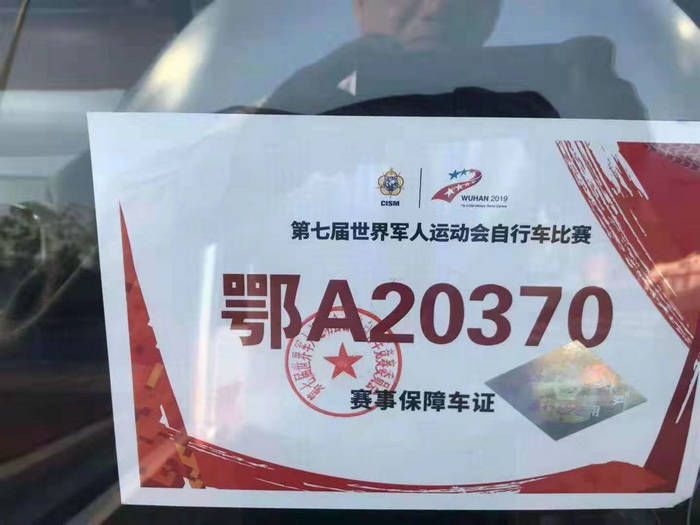 CISM
WUHAN 2019
第七届世界军人运动会自行车比赛
鄂A20370
赛事保障车证